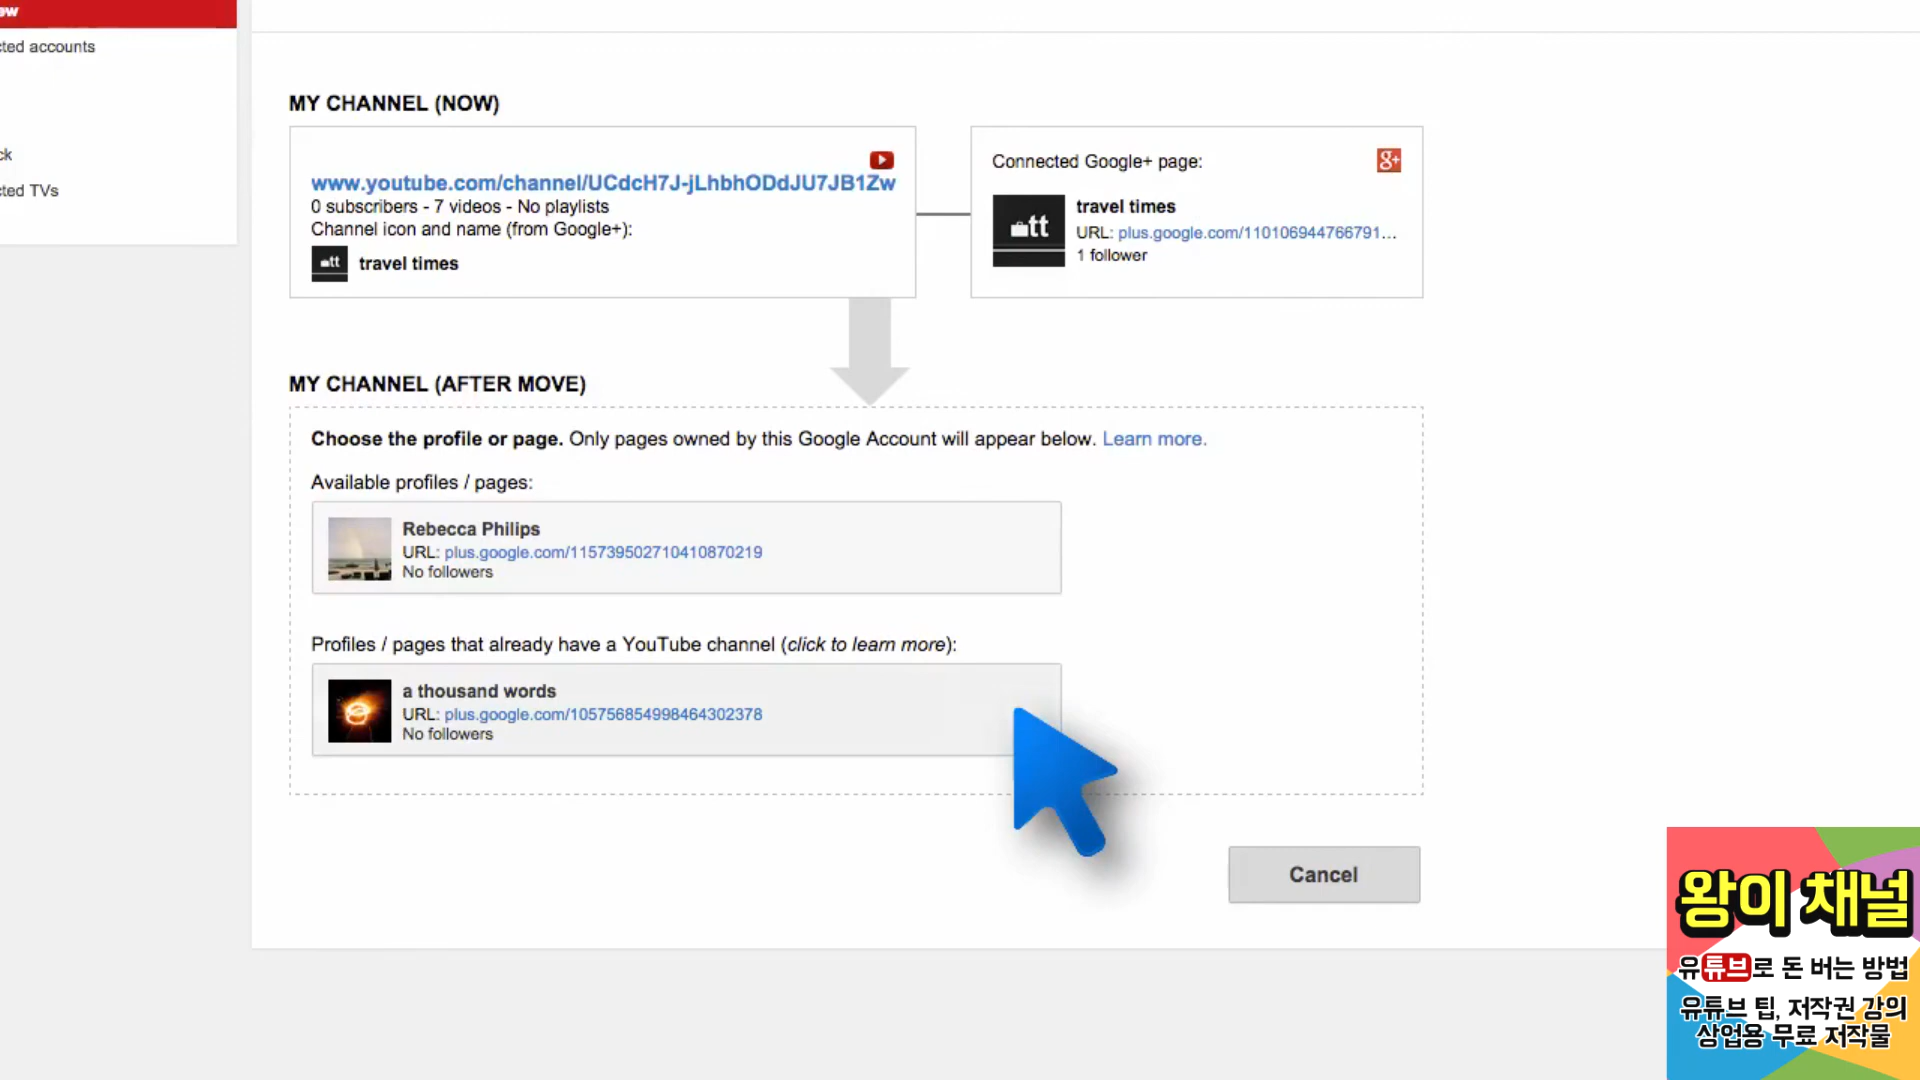 ew
cted accounts
ck
cted TVs
MY CHANNEL (NOW)
www.youtube.com/channel/UCdcH7J-jLhbhODdJU7JB1Zw
0 subscribers - 7 videos - No playlists
Channel icon and name (from Google+):
tt
travel times
Connected Google+ page:
g+
tt
travel times
URL: plus.google.com/110106944766791...
1 follower
MY CHANNEL (AFTER MOVE)
Choose the profile or page. Only pages owned by this Google Account will appear below. Learn more.
Available profiles / pages:
Rebecca Philips
URL: plus.google.com/115739502710410870219
No followers
Profiles / pages that already have a YouTube channel (click to learn more):
a thousand words
URL: plus.google.com/105756854998464302378
No followers
Cancel
왕이 채널
유튜브로 돈 버는 방법
유튜브 팁, 저작권 강의
상업용 무료 저작물